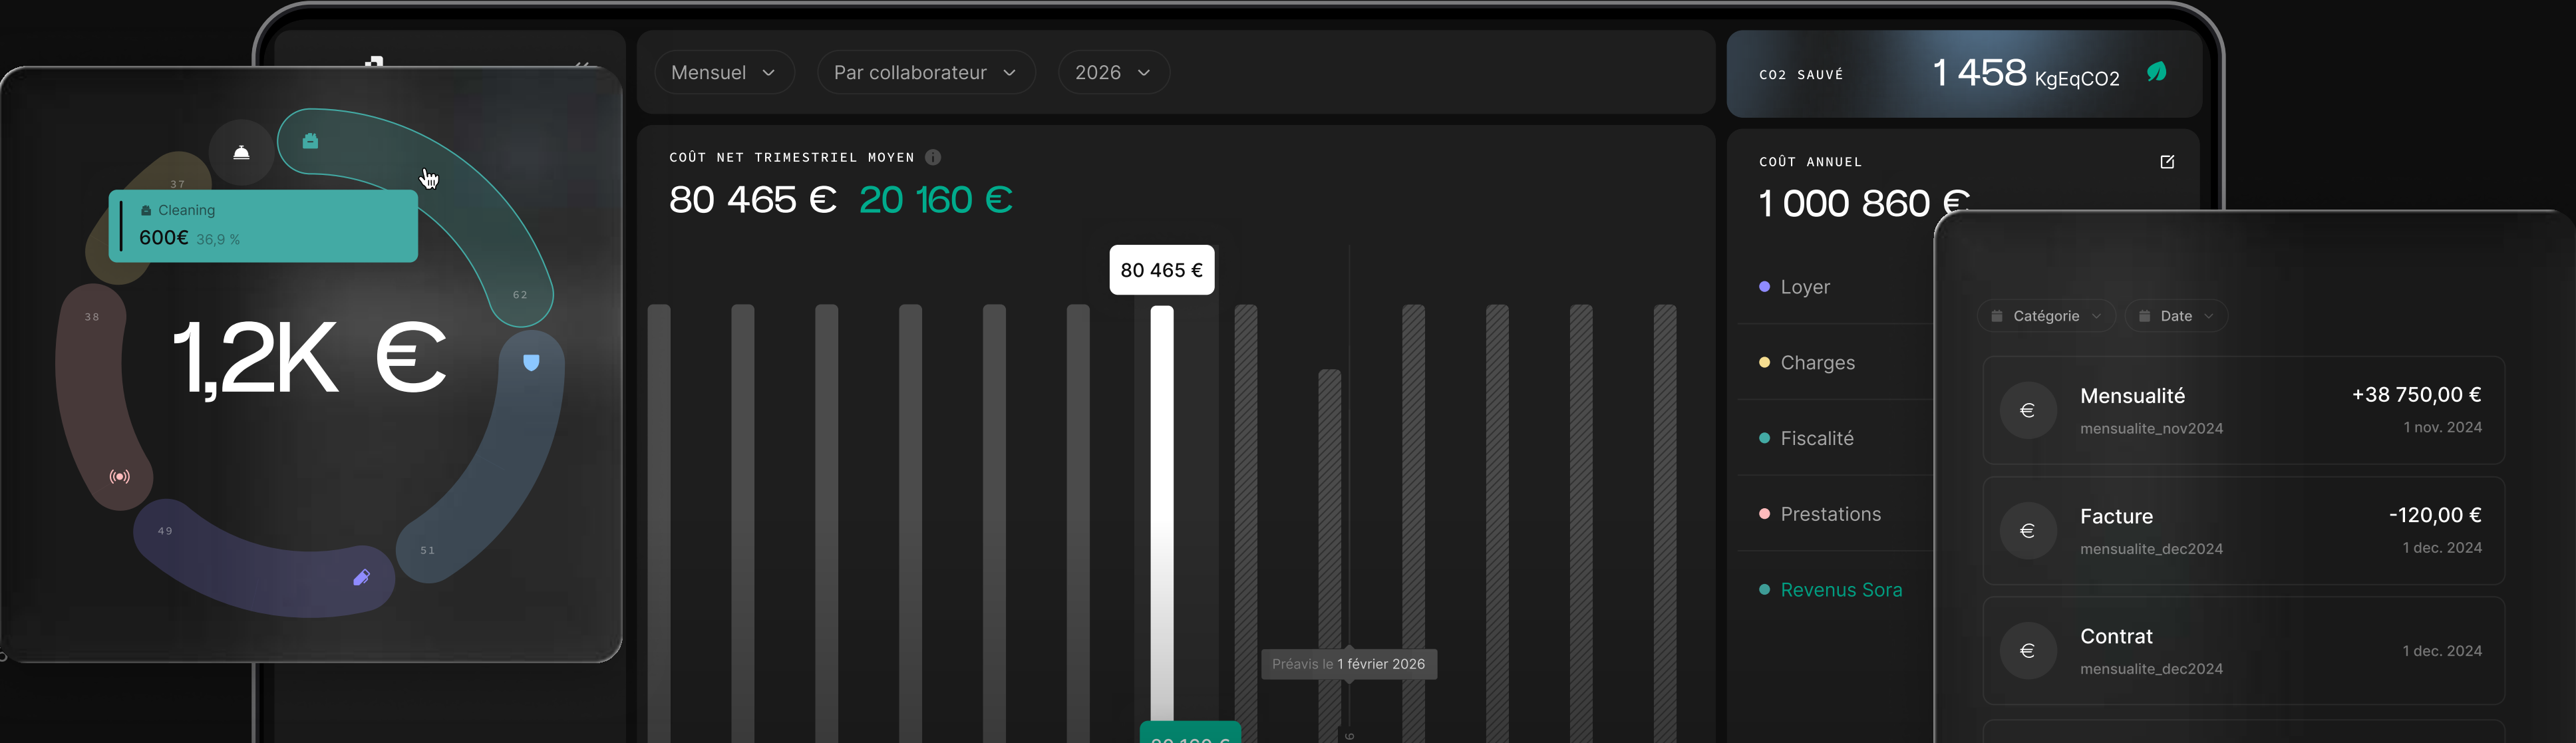 37
Cleaning
600€ 36,9 %
62
38
1,2K €
49
51
Mensuel
Par collaborateur
2026
COÛT NET TRIMESTRIEL MOYEN
80 465 € 20 160 €
80 465 €
Préavis le 1 février 2026
CO2 SAUVÉ
1 458 KgEqCO2
COÛT ANNUEL
1 000 860 €
Loyer
Charges
Fiscalité
Prestations
Revenus Sora
Catégorie
Date
Mensualité
+38 750,00 €
mensualite_nov2024
1 nov. 2024
Facture
-120,00 €
mensualite_dec2024
1 dec. 2024
Contrat
mensualite_dec2024
1 dec. 2024